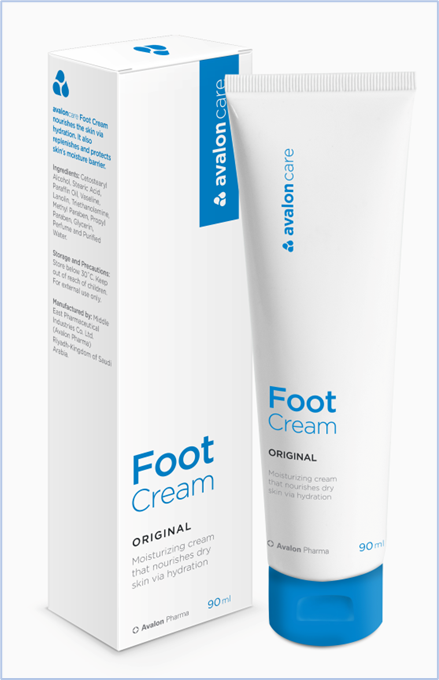 avaloncare Foot Cream
nourishes the skin via
hydration. It also
replenishes and protects
skin's moisture barrier.
Ingredients: Cetostearyl
Alcohol, Stearic Acid,
Paraffin Oil, Vaseline,
Lanolin, Triethanolamine,
Methyl Paraben, Propyl
Paraben, Glycerin,
Perfume and Purified
Water.
Storage and Precautions:
Store below 30°C. Keep
out of reach of children.
For external use only.
Manufactured by: Middle
East Pharmaceutical
Industries Co. Ltd.
(Avalon Pharma)
Riyadh-Kingdom of Saudi
Arabia.
avalon care
Foot
Cream
ORIGINAL
Moisturizing cream
that nourishes dry
skin via hydration
90 ml
Avalon Pharma
avalon care
Foot
Cream
ORIGINAL
Moisturizing cream
that nourishes dry
skin via hydration
Avalon Pharma
90 ml